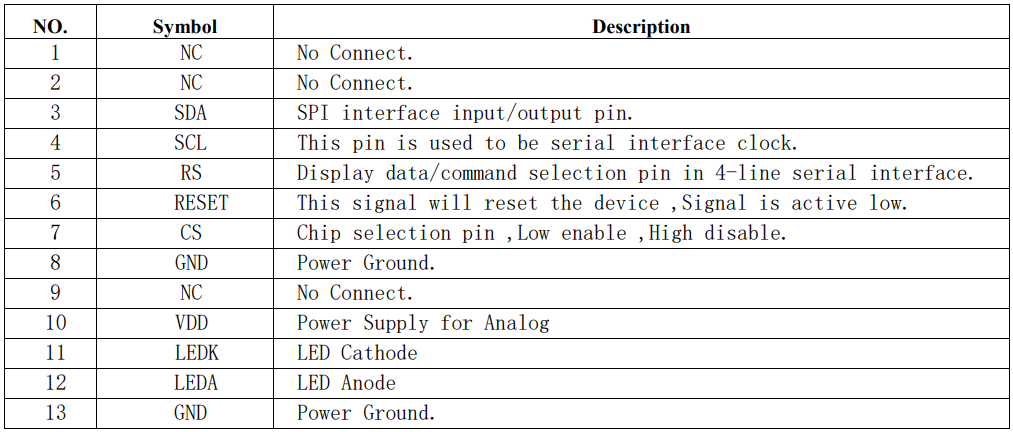 NO. Symbol Description
1 NC No Connect.
2 NC No Connect.
3 SDA SPI interface input/output pin.
4 SCL This pin is used to be serial interface clock.
5 RS Display data/command selection pin in 4-line serial interface.
6 RESET This signal will reset the device ,Signal is active low.
7 CS Chip selection pin ,Low enable ,High disable.
8 GND Power Ground.
9 NC No Connect.
10 VDD Power Supply for Analog
11 LEDK LED Cathode
12 LEDA LED Anode
13 GND Power Ground.